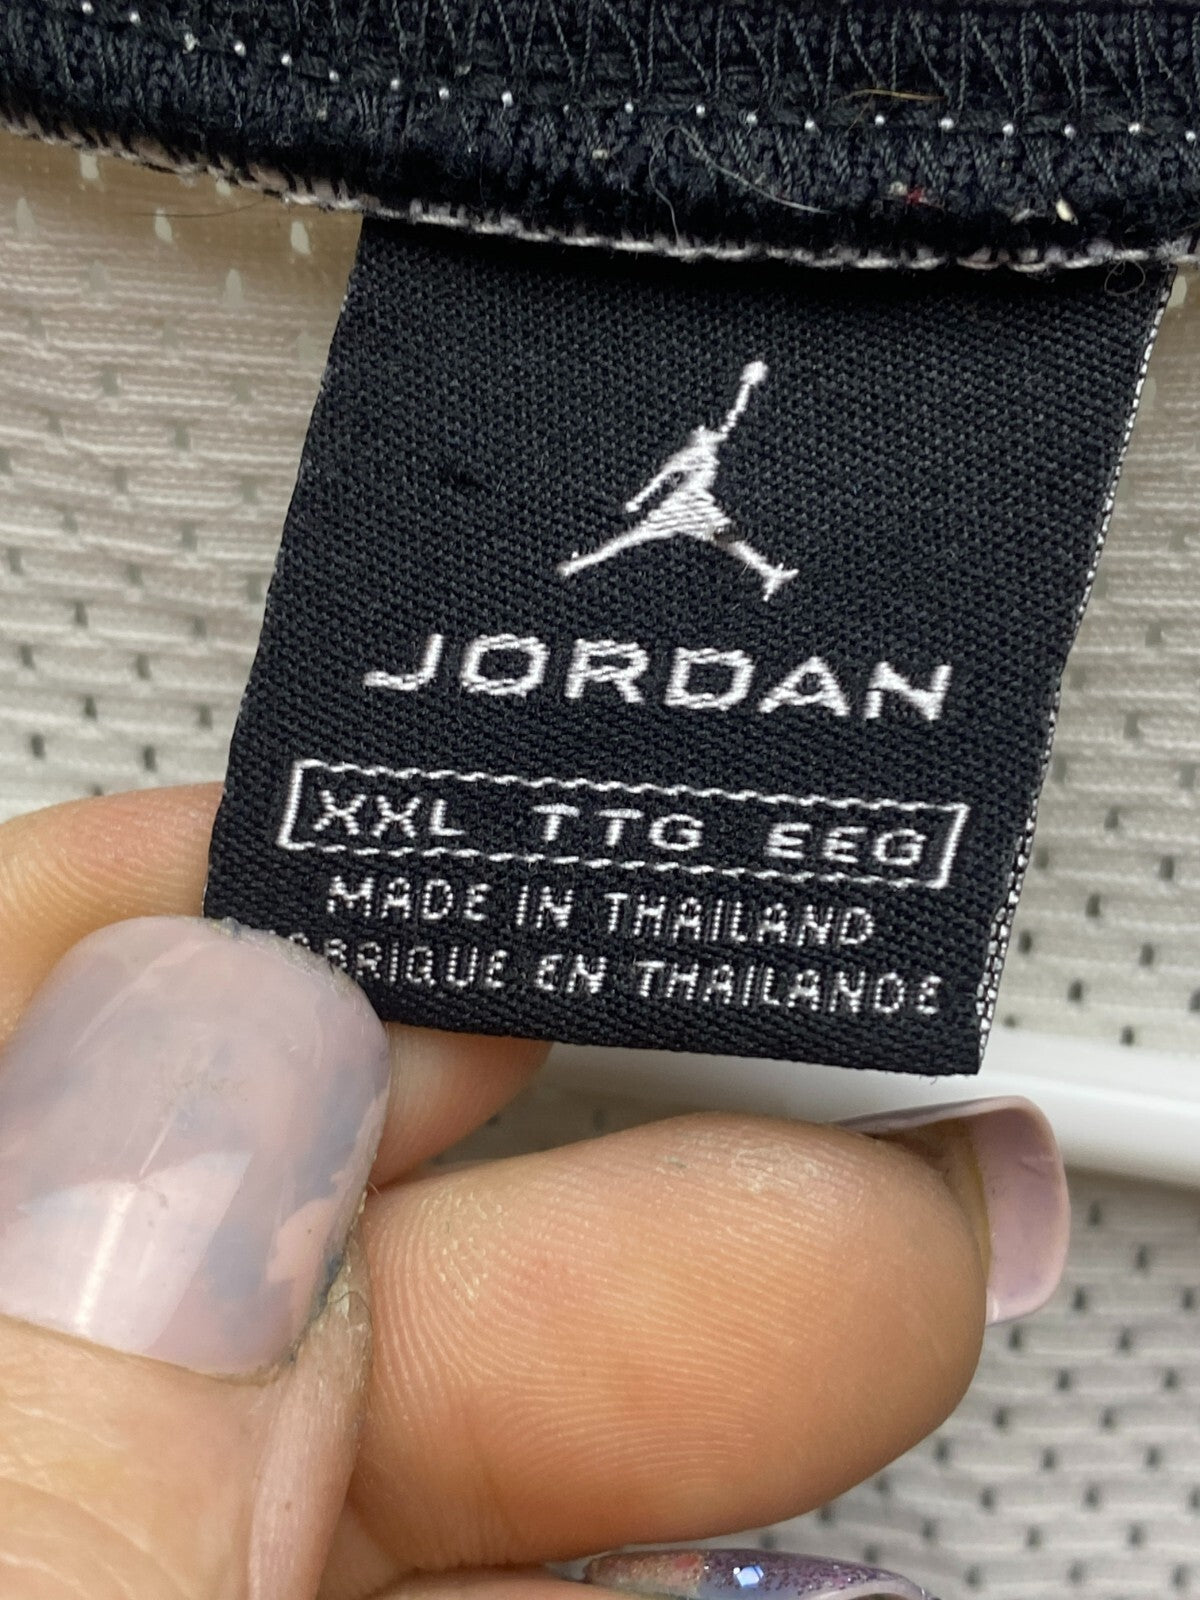 JORDAN
XXL TTG EEG
MADE IN THAILAND
EN THAILANDE